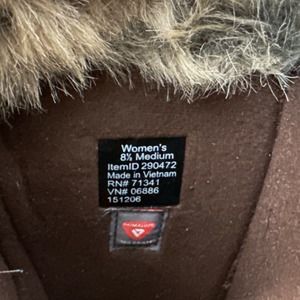 Women's
8½ Medium
ItemID 290472
Made in Vietnam
RN# 71341
VN# 06886
151206